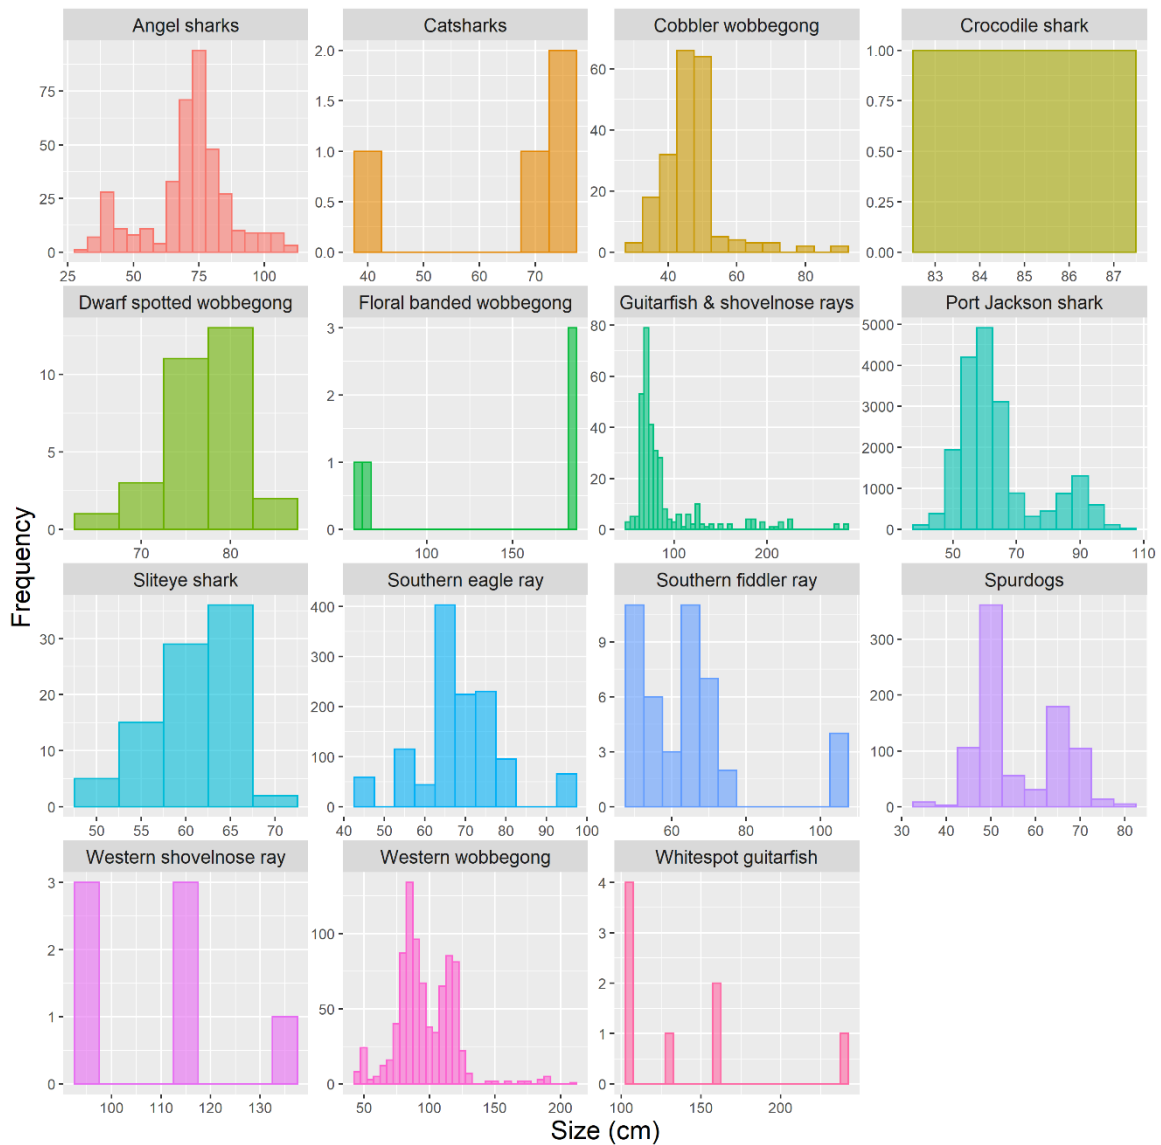 Angel sharks
Catsharks
Cobbler wobbegong
Crocodile shark
75
50
25
0
25 50 75 100
2.0
1.5
1.0
0.5
0.0
40 50 60 70
60
40
20
0
40 60 80
1.00
0.75
0.50
0.25
0.00
83 84 85 86 87
Dwarf spotted wobbegong
Floral banded wobbegong
Guitarfish & shovelnose rays
Port Jackson shark
10
5
0
70 80
3
2
1
0
100 150
80
60
40
20
0
100 200
5000
4000
3000
2000
1000
0
50 70 90 110
Frequency
Sliteye shark
Southern eagle ray
Southern fiddler ray
Spurdogs
30
20
10
0
50 55 60 65 70
400
300
200
100
0
40 50 60 70 80 90 100
9
6
3
0
60 80 100
300
200
100
0
30 40 50 60 70 80
Western shovelnose ray
Western wobbegong
Whitespot guitarfish
3
2
1
0
100 110 120 130
100
50
0
50 100 150 200
4
3
2
1
0
100 150 200
Size (cm)